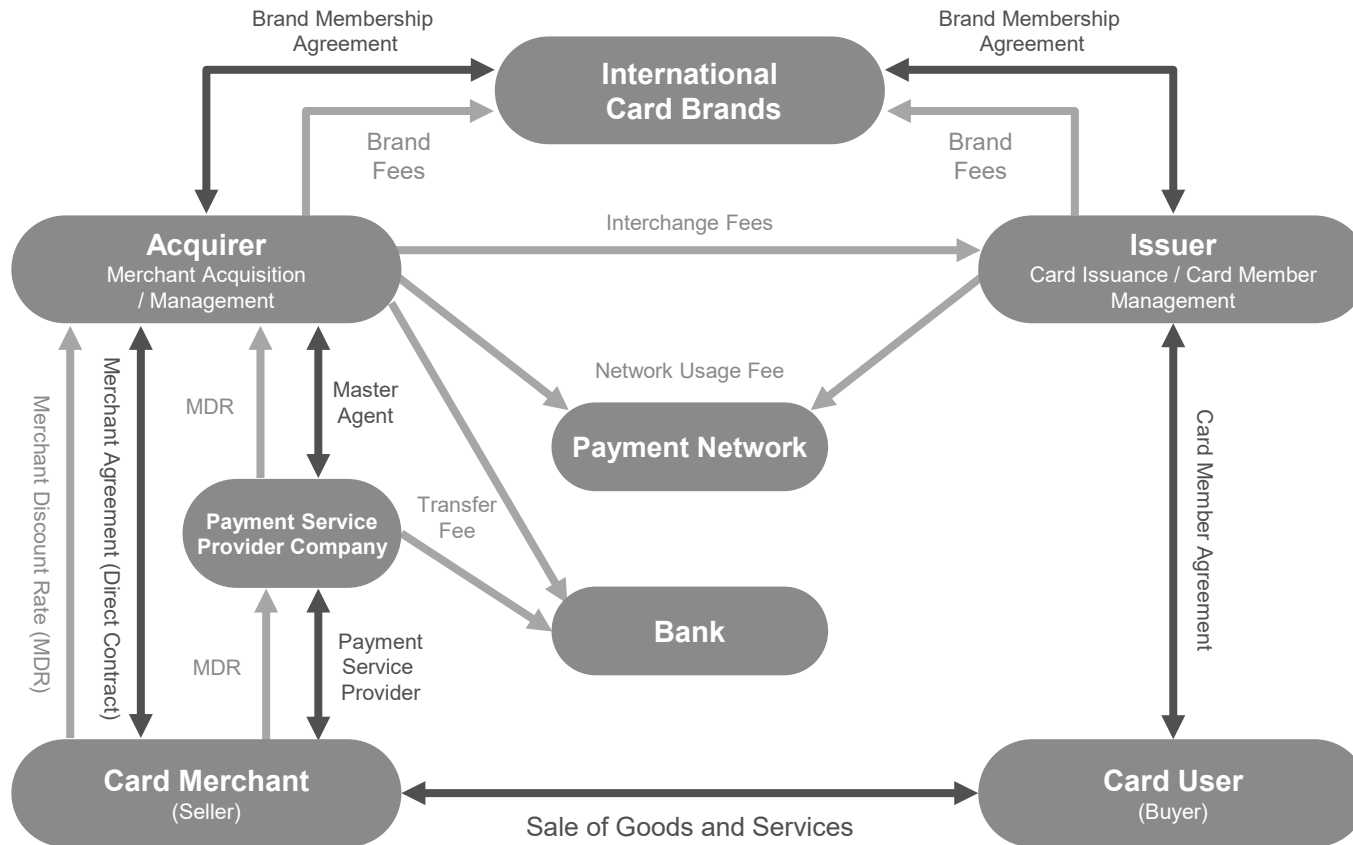 Brand Membership
Agreement
Brand Membership
Agreement
International
Card Brands
Brand
Fees
Brand
Fees
Interchange Fees
Acquirer
Merchant Acquisition
/ Management
Issuer
Card Issuance / Card Member
Management
Network Usage Fee
Payment Network
Merchant Discount Rate (MDR)
Merchant Agreement (Direct Contract)
MDR
Master
Agent
Card Member Agreement
Payment Service
Provider Company
Transfer
Fee
Bank
MDR
Payment
Service
Provider
Card Merchant
(Seller)
Card User
(Buyer)
Sale of Goods and Services